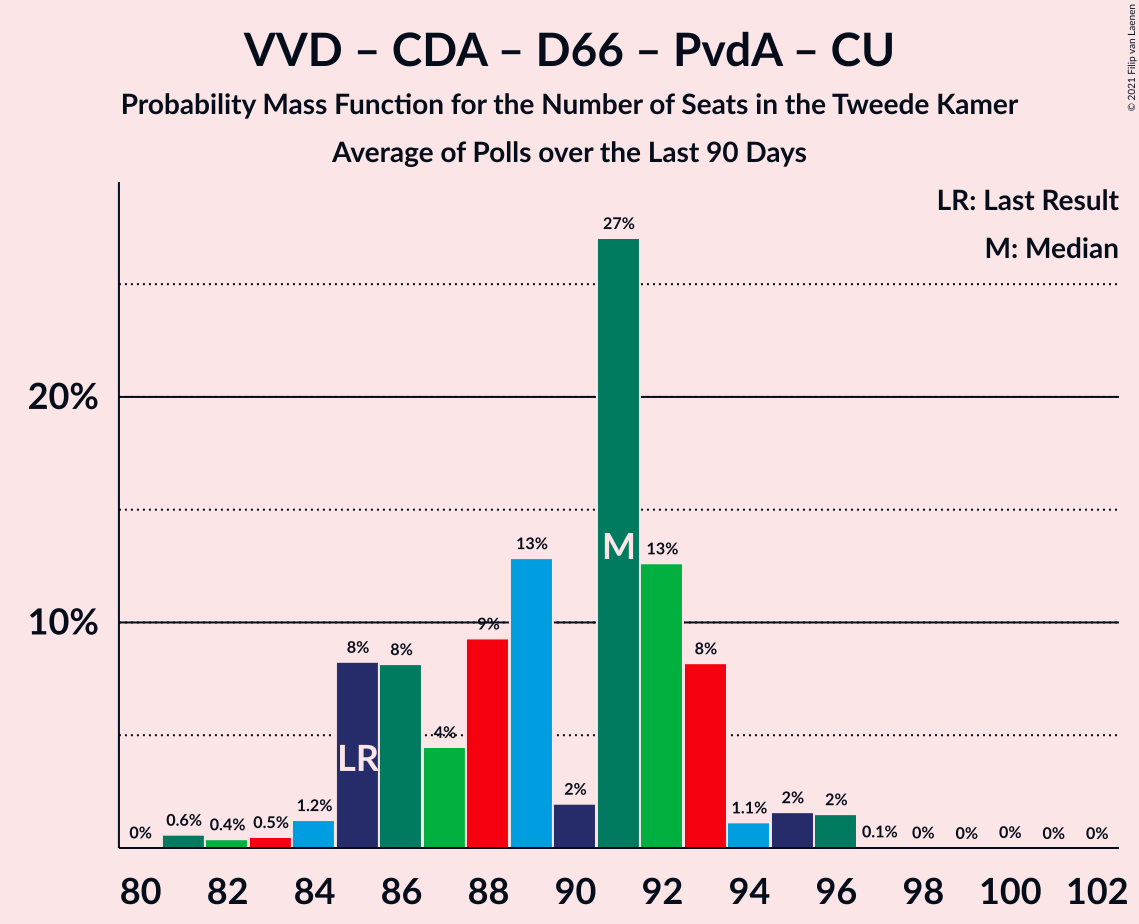 VVD – CDA – D66 – PvdA – CU
Probability Mass Function for the Number of Seats in the Tweede Kamer
Average of Polls over the Last 90 Days
© 2021 Filip van Laenen
LR: Last Result
M: Median
20%
10%
0%
0.6%
0.4%
0.5%
1.2%
8%
8%
4%
9%
13%
2%
27%
13%
8%
1.1%
2%
2%
0.1%
0%
0%
0%
0%
0%
LR
M
80 82 84 86 88 90 92 94 96 98 100 102